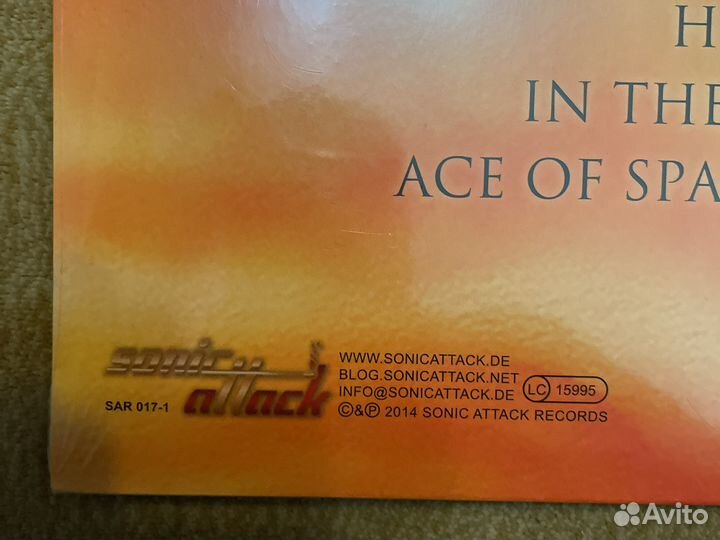 H
IN THE
ACE OF SPA
sonic attack
SAR 017-1
WWW.SONICATTACK.DE
BLOG.SONICATTACK.NET
INFO@SONICATTACK.DE
LC 15995
©&℗ 2014 SONIC ATTACK RECORDS
Avito